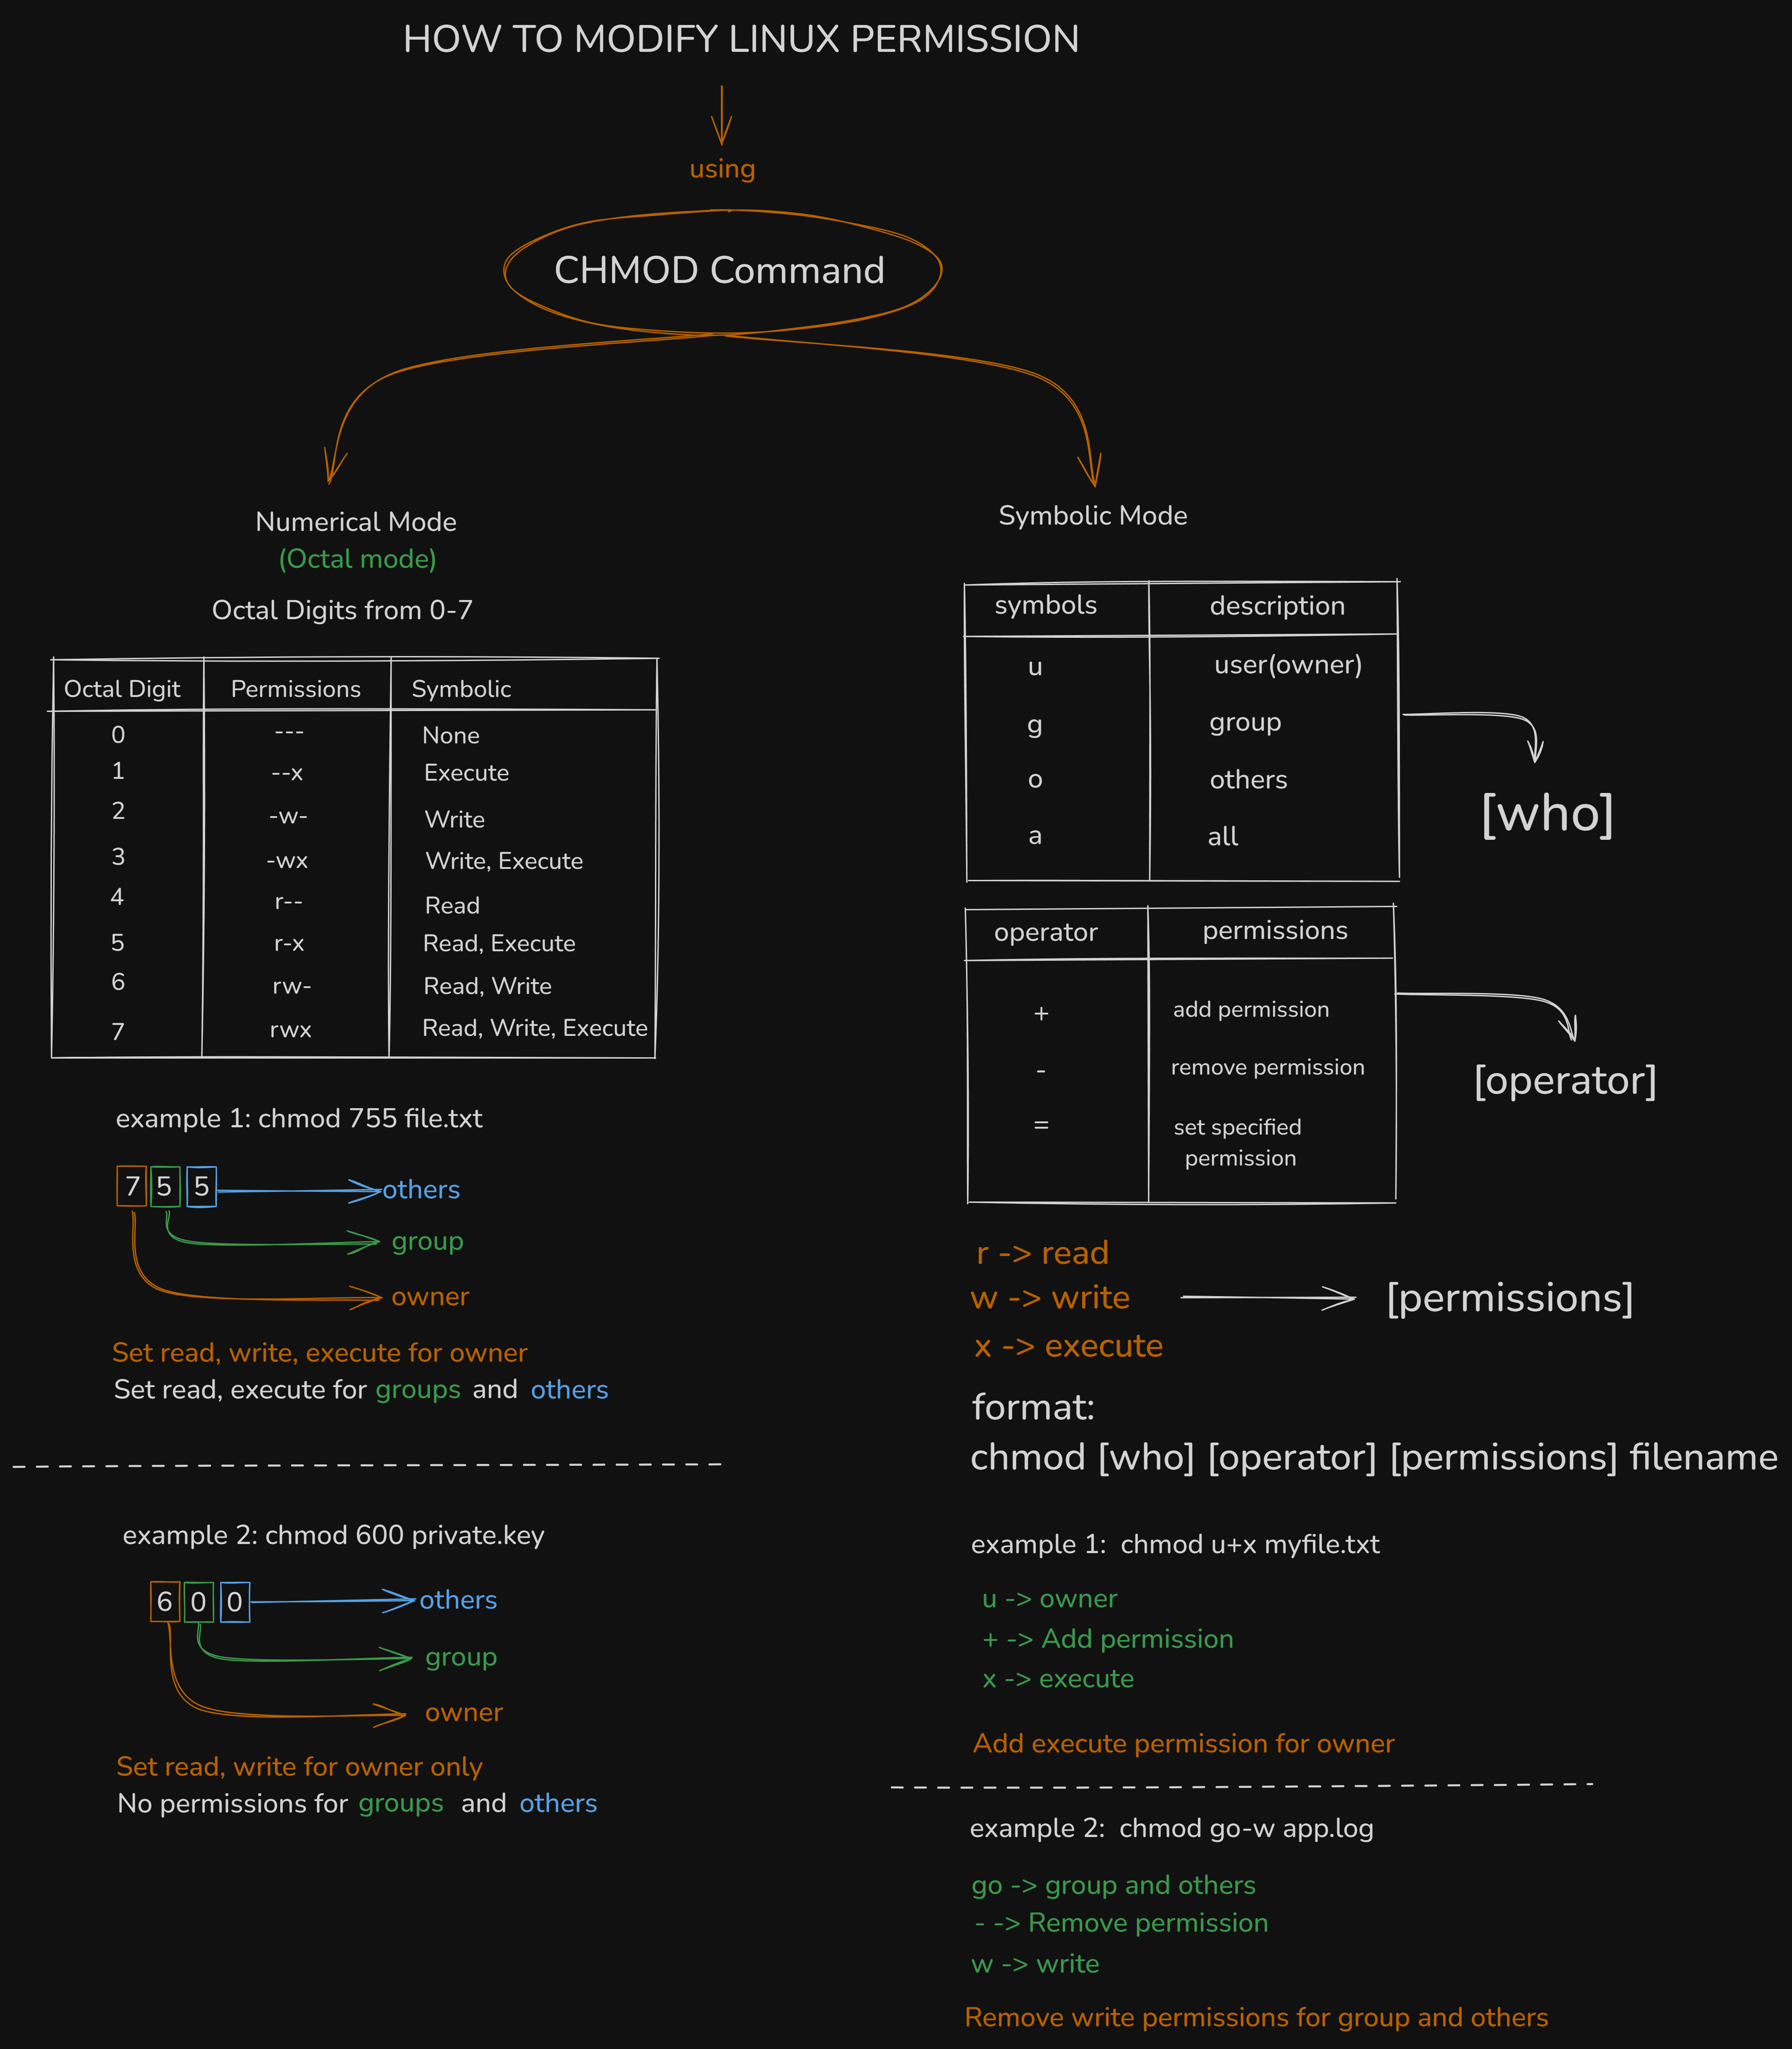 HOW TO MODIFY LINUX PERMISSION
using
CHMOD Command
Numerical Mode
(Octal mode)
Octal Digits from 0-7
Octal Digit Permissions Symbolic
0 --- None
1 --x Execute
2 -w- Write
3 -wx Write, Execute
4 r-- Read
5 r-x Read, Execute
6 rw- Read, Write
7 rwx Read, Write, Execute
example 1: chmod 755 file.txt
7 5 5 others
group
owner
Set read, write, execute for owner
Set read, execute for groups and others
example 2: chmod 600 private.key
6 0 0 others
group
owner
Set read, write for owner only
No permissions for groups and others
Symbolic Mode
symbols description
u user(owner)
g group
o others
a all
[who]
operator permissions
+ add permission
- remove permission
= set specified
permission
[operator]
r -> read
w -> write [permissions]
x -> execute
format:
chmod [who] [operator] [permissions] filename
example 1: chmod u+x myfile.txt
u -> owner
+ -> Add permission
x -> execute
Add execute permission for owner
example 2: chmod go-w app.log
go -> group and others
- -> Remove permission
w -> write
Remove write permissions for group and others